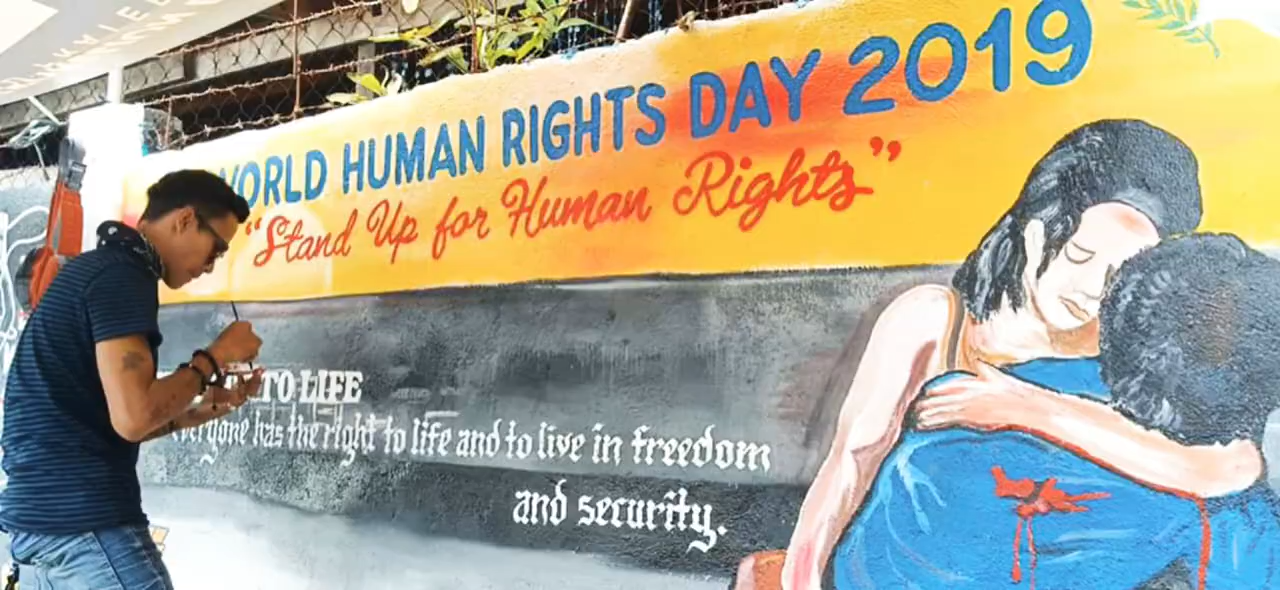 WORLD HUMAN RIGHTS DAY 2019
“Stand Up for Human Rights”
TO LIFE
everyone has the right to life and to live in freedom
and security.